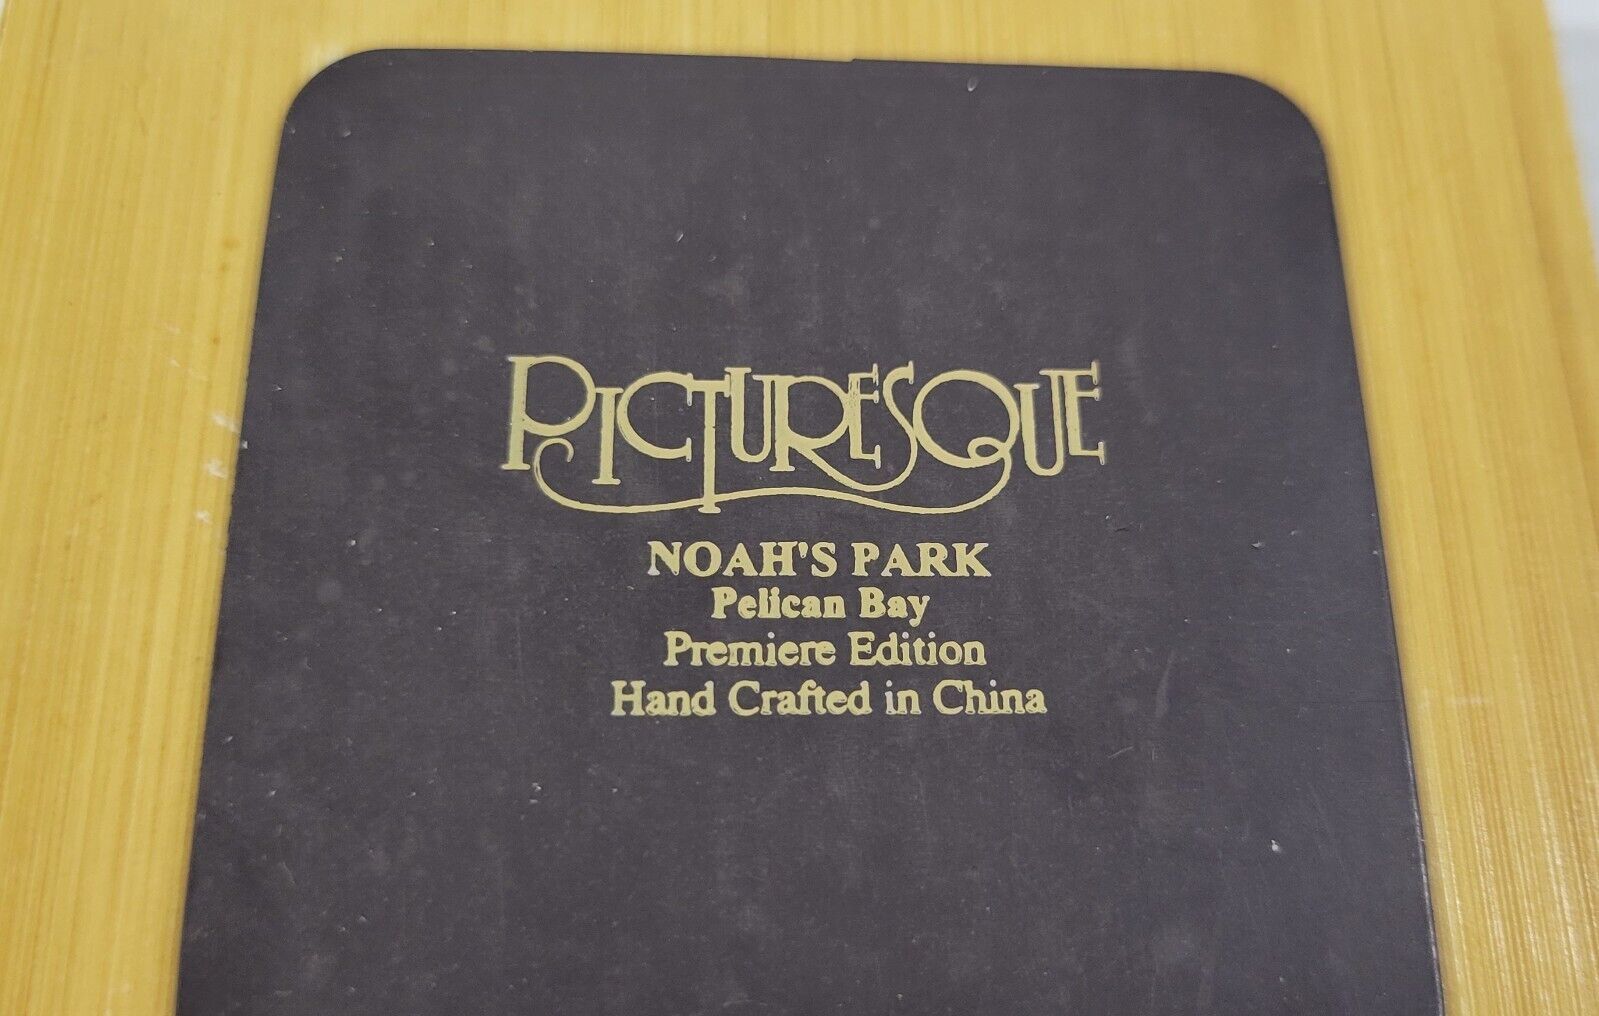 PICTURESQUE
NOAH'S PARK
Pelican Bay
Premiere Edition
Hand Crafted in China